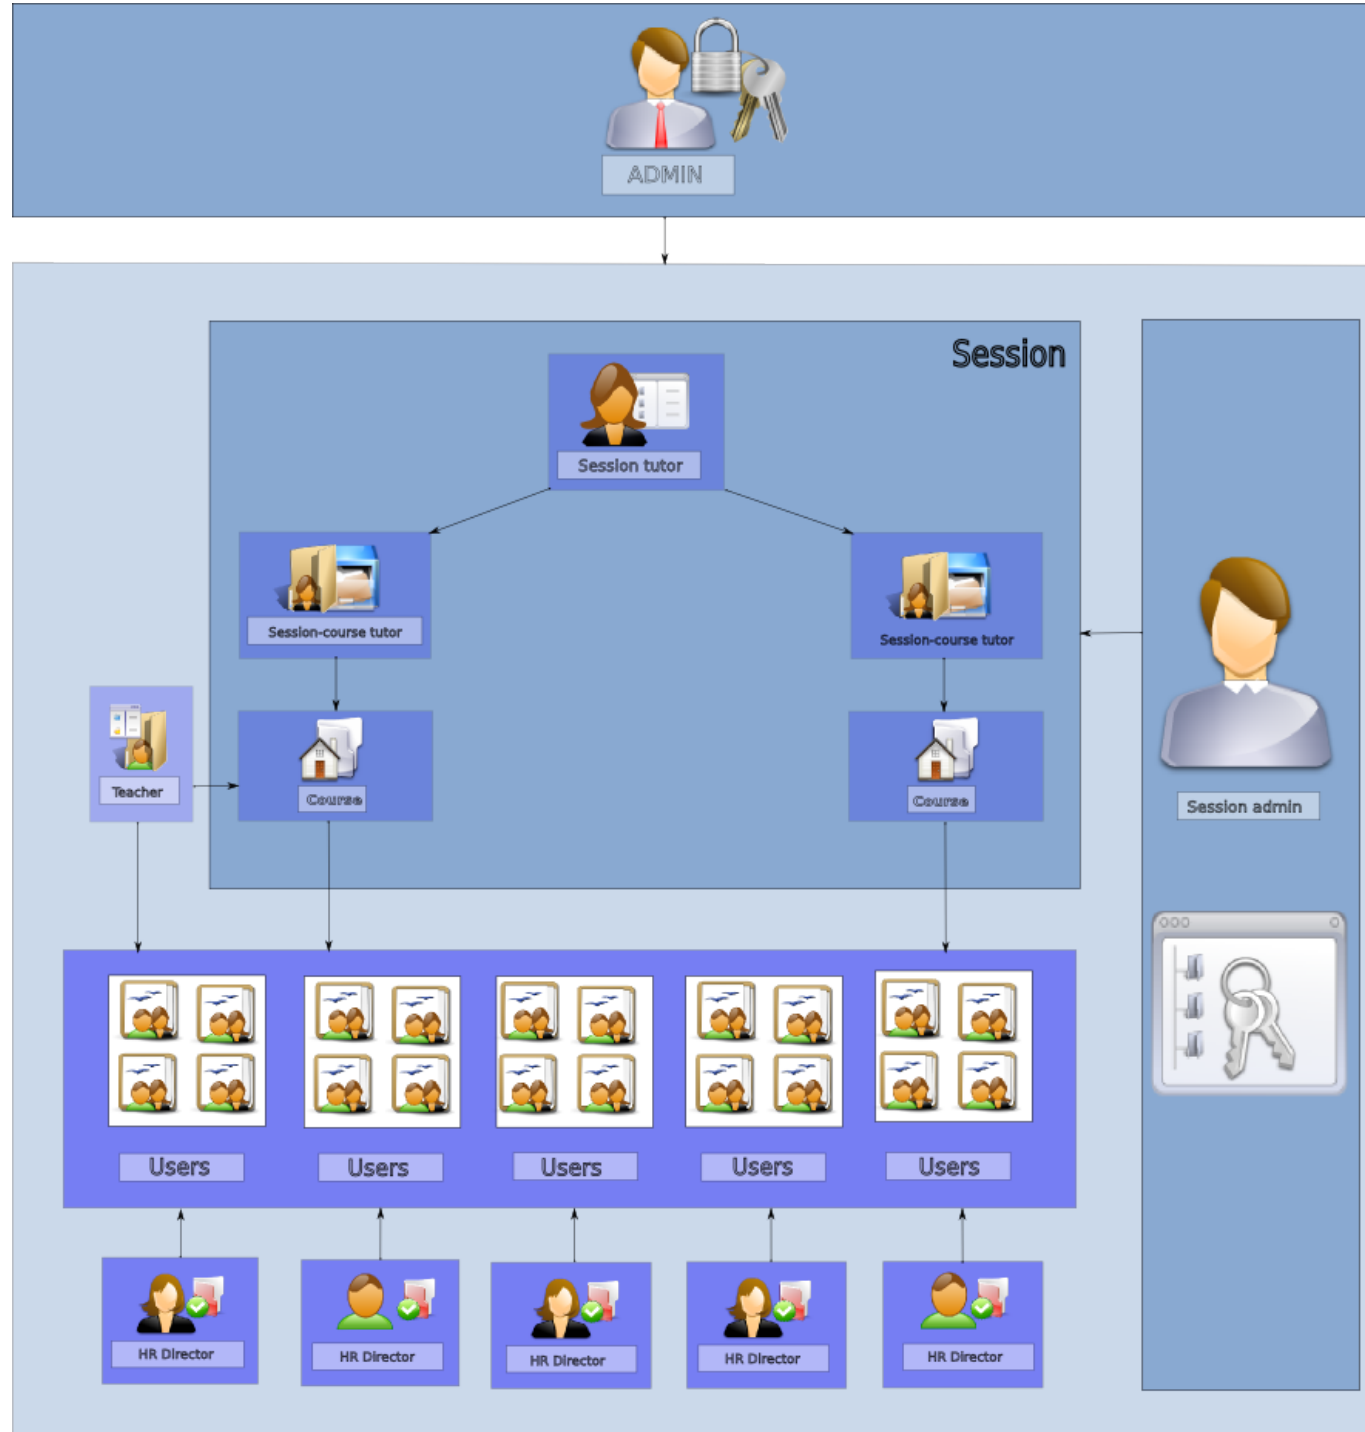 ADMIN
Session
Session tutor
Session-course tutor
Session-course tutor
Teacher
Course
Course
Session admin
Users
Users
Users
Users
Users
HR Director
HR Director
HR Director
HR Director
HR Director